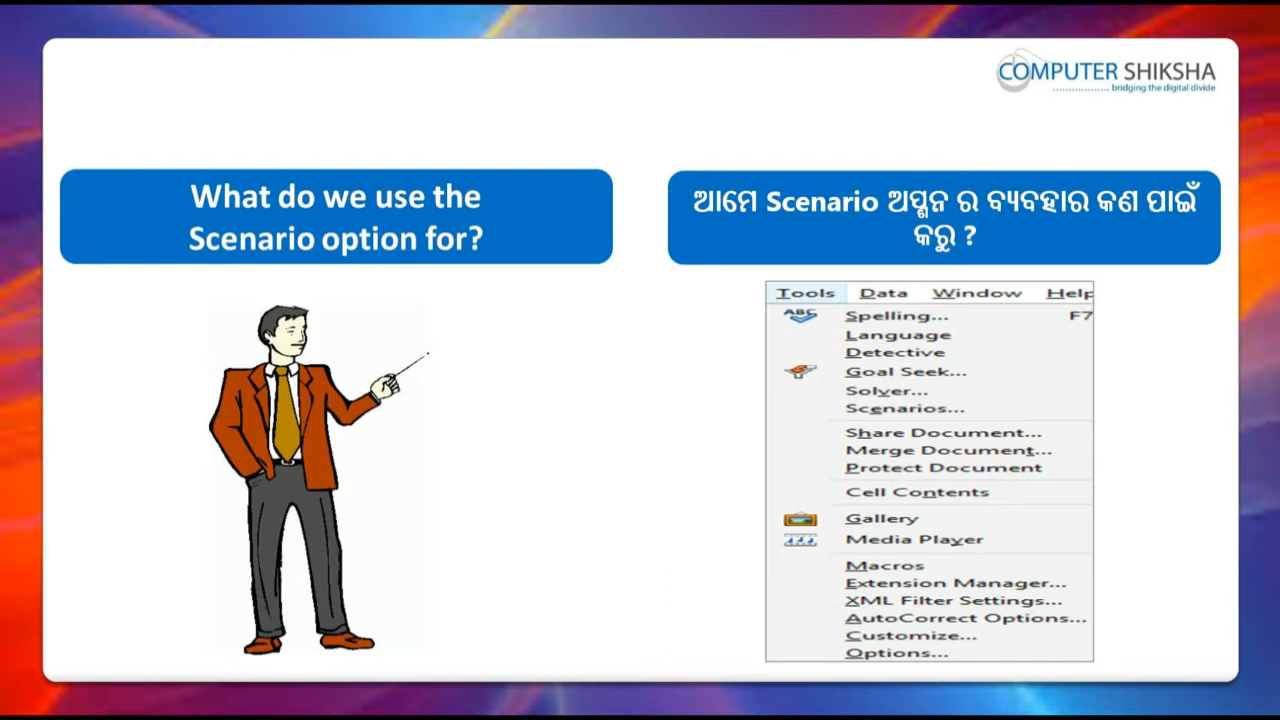 COMPUTER SHIKSHA
bridging the digital divide
What do we use the
Scenario option for?
ଆମେ Scenario ଅପ୍ଶନ ର ବ୍ୟବହାର କଣ ପାଇଁ
କରୁ ?
Tools Data Window Help
ABC Spelling... F7
Language
Detective
Goal Seek...
Solver...
Scenarios...
Share Document...
Merge Document...
Protect Document
Cell Contents
Gallery
Media Player
Macros
Extension Manager...
XML Filter Settings...
AutoCorrect Options...
Customize...
Options...